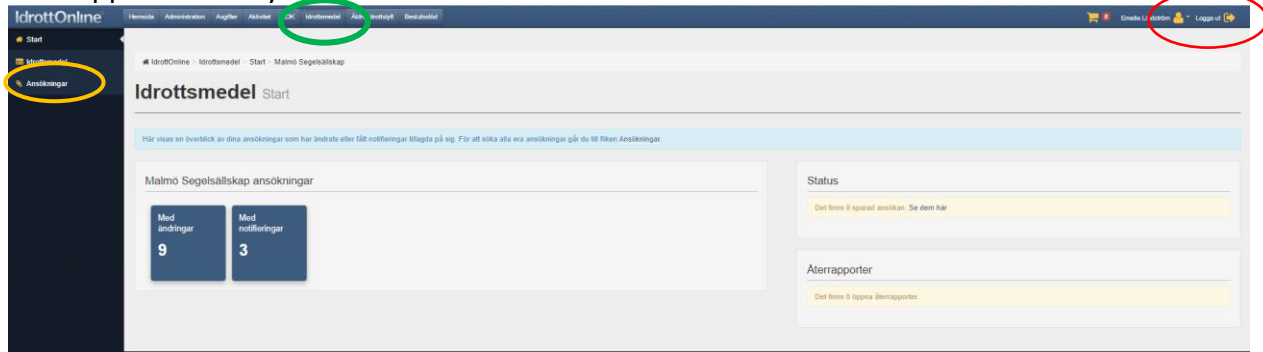 IdrottOnline
Hemsida Administration Avgifter Aktivitet Idrottsmedel Beslutsstöd
0 Emelie Logga ut
Start
Idrottsmedel
Ansökningar
IdrottOnline Idrottsmedel Start Malmö Segelsällskap
Idrottsmedel Start
Här visas en överblick av dina ansökningar som har ändrats eller fått notifieringar tillagda på sig. För att söka alla era ansökningar går du till fliken Ansökningar.
Malmö Segelsällskap ansökningar
Med ändringar
9
Med notifieringar
3
Status
Det finns 0 sparad ansökan. Se dem här
Återrapporter
Det finns 0 öppna återrapporter